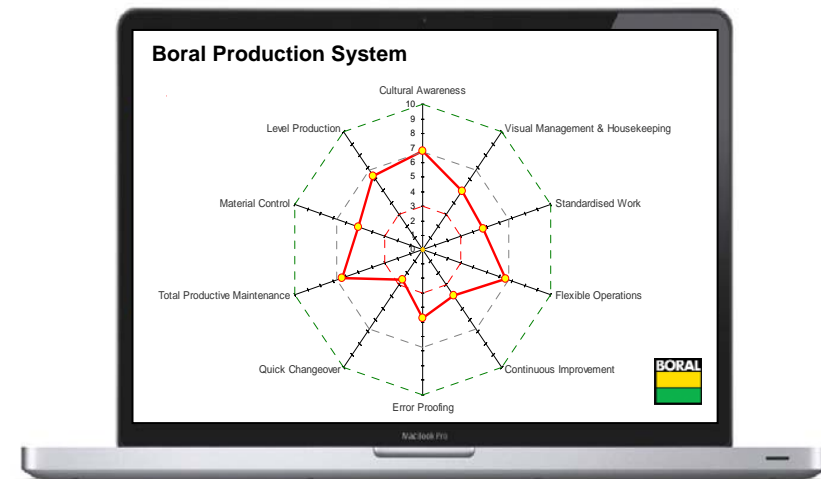 Boral Production System
Cultural Awareness
10
9
8
7
6
5
4
3
2
1
0
Level Production
Visual Management & Housekeeping
Material Control
Standardised Work
Total Productive Maintenance
Flexible Operations
Quick Changeover
Continuous Improvement
Error Proofing
BORAL
MacBook Pro